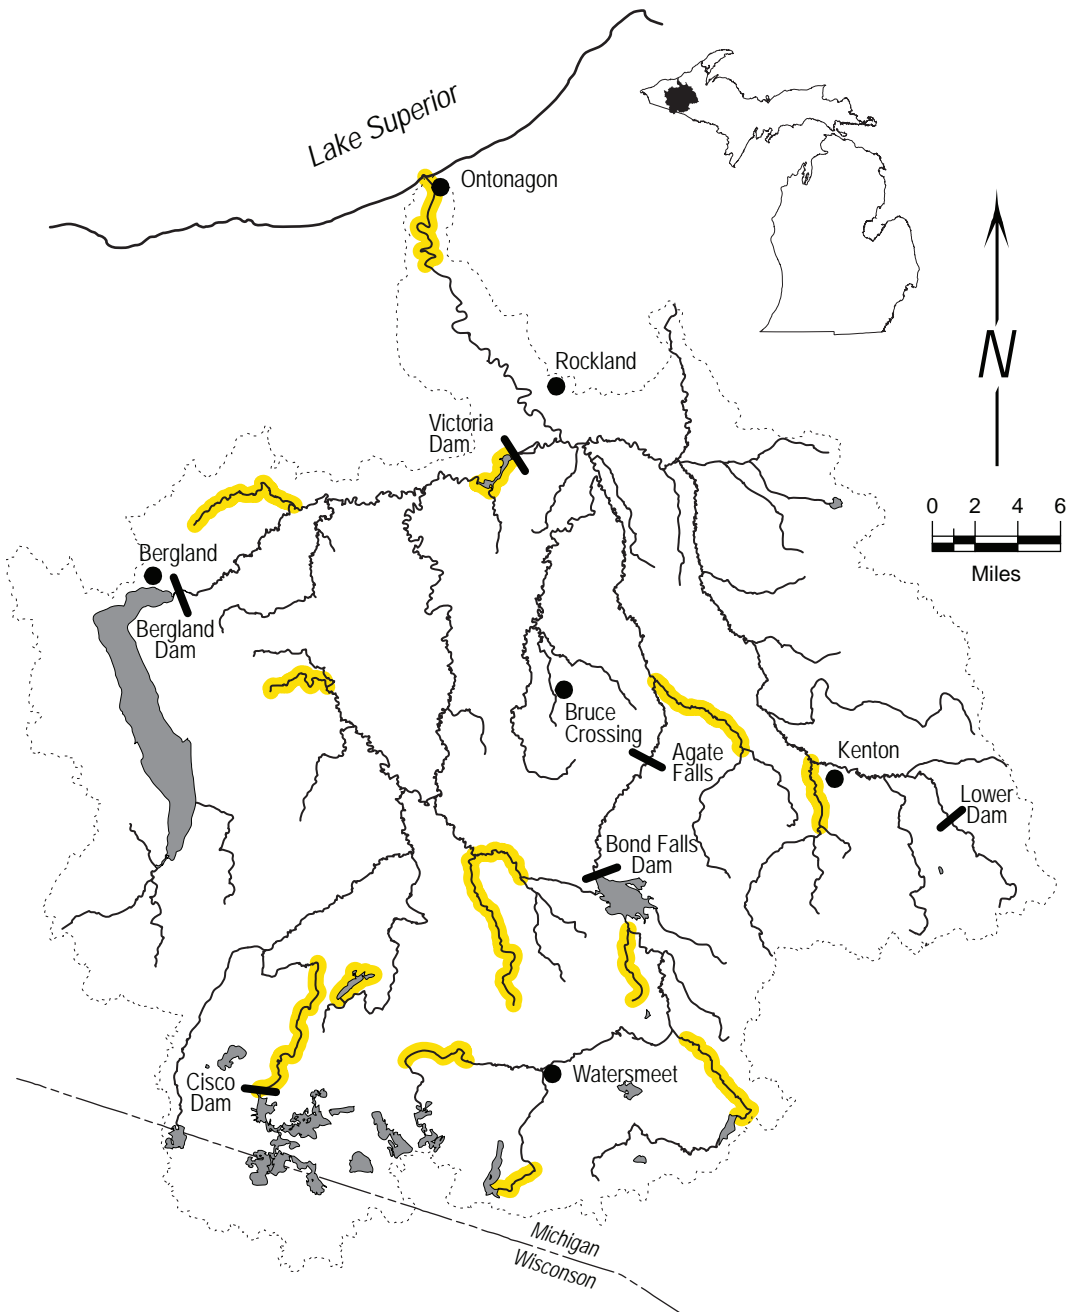 Lake Superior
Ontonagon
Rockland
N
Victoria
Dam
0 2 4 6
Miles
Bergland
Bergland
Dam
Bruce
Crossing
Agate
Falls
Kenton
Lower
Dam
Bond Falls
Dam
Cisco
Dam
Watersmeet
Michigan
Wisconson